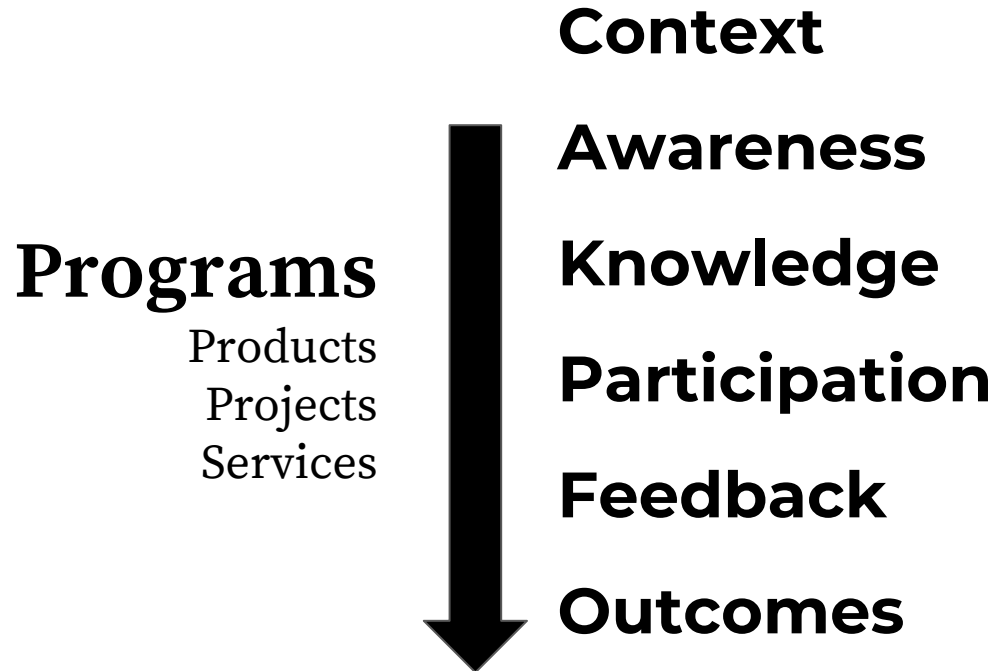 Programs
Products
Projects
Services
Context
Awareness
Knowledge
Participation
Feedback
Outcomes